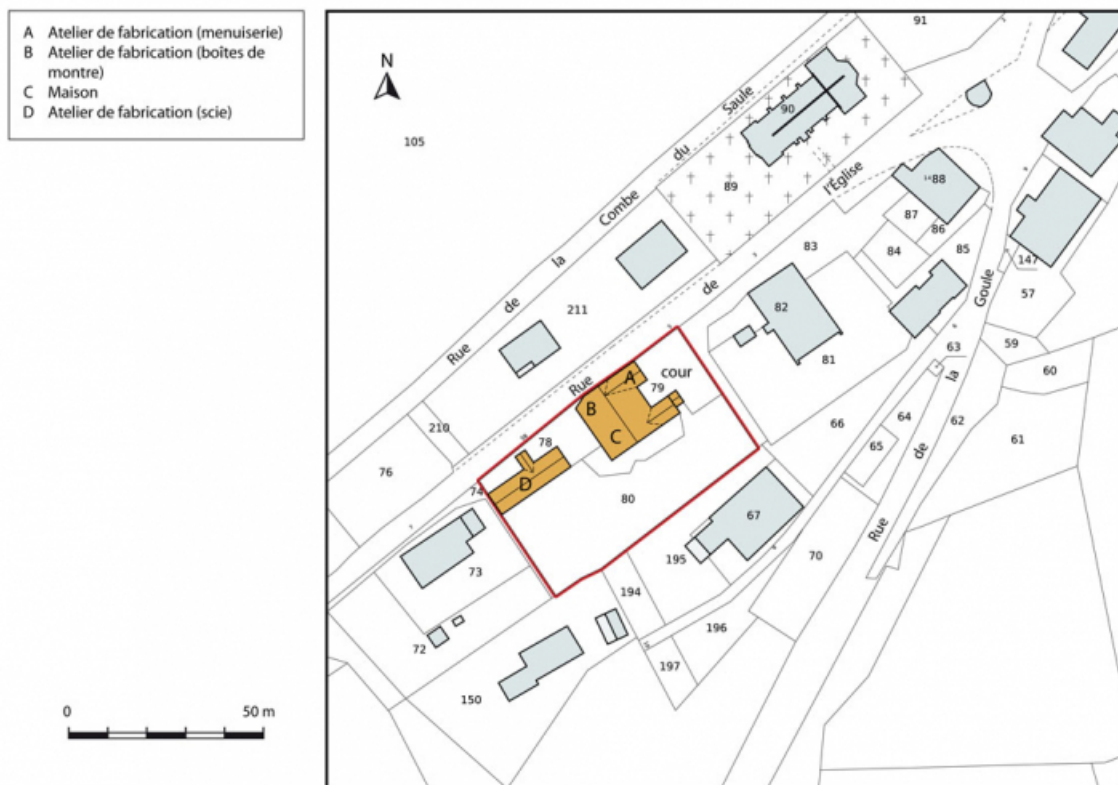 A Atelier de fabrication (menuiserie)
B Atelier de fabrication (boîtes de
montre)
C Maison
D Atelier de fabrication (scie)
N
105
91
90
89
Rue de la Combe du Saule
Rue de l'Église
88
87
86
84
85
83
147
57
211
82
81
59
63
60
cour
79
A
B
C
D
78
210
76
74
80
66
64
65
62
61
Rue de la Goule
67
195
70
73
194
196
72
197
150
0 50 m